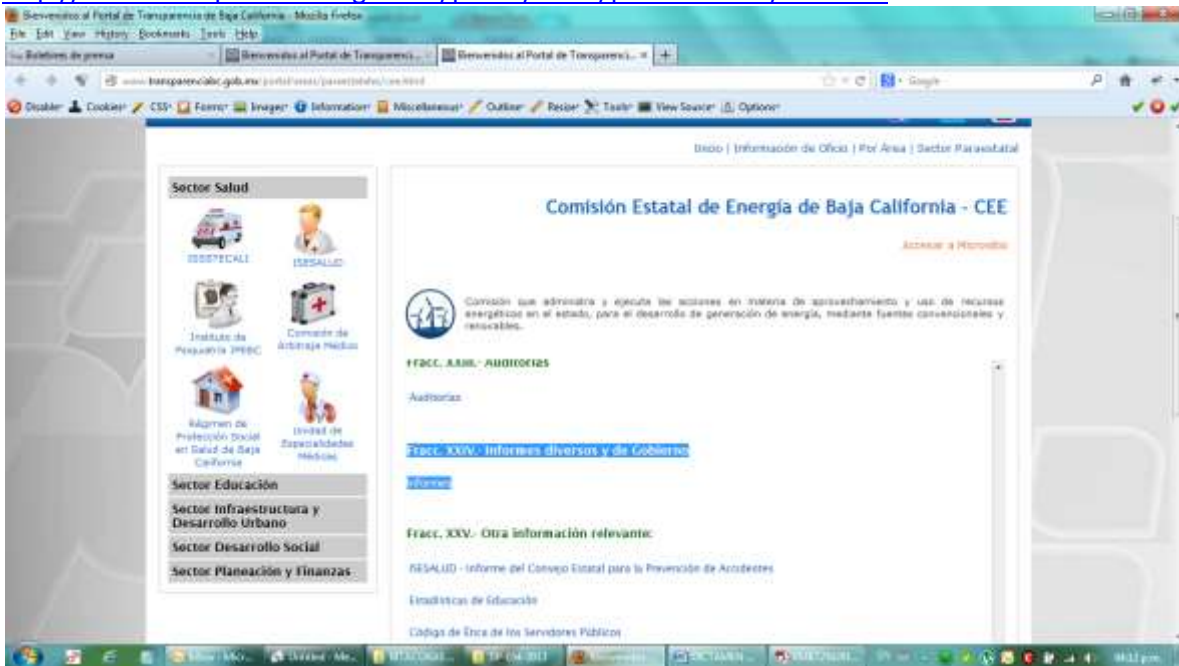 Bienvenidos al Portal de Transparencia de Baja California - Mozilla Firefox
File Edit View History Bookmarks Tools Help
Boletines de prensa
Bienvenidos al Portal de Transparenci...
Bienvenidos al Portal de Transparenci...
www.transparenciabc.gob.mx
Google
Disable Cookies CSS Forms Images Information Miscellaneous Outline Resize Tools View Source Options
Inicio | Información de Oficio | Por Área | Sector Paraestatal
Sector Salud
ISSSTECALI
ISESALUD
Instituto de Psiquiatría IPEBC
Comisión de Arbitraje Médico
Régimen de Protección Social en Salud de Baja California
Unidad de Especialidades Médicas
Sector Educación
Sector Infraestructura y Desarrollo Urbano
Sector Desarrollo Social
Sector Planeación y Finanzas
Comisión Estatal de Energía de Baja California - CEE
Accesar a Micrositio
Comisión que administra y ejecuta las acciones en materia de aprovechamiento y uso de recursos
energéticos en el estado, para el desarrollo de generación de energía, mediante fuentes convencionales y
renovables.
Fracc. XXIII.- Auditorías
Auditorías
Fracc. XXIV.- Informes diversos y de Gobierno
Informes
Fracc. XXV.- Otra información relevante:
ISESALUD - Informe del Consejo Estatal para la Prevención de Accidentes
Estadísticas de Educación
Código de Ética de los Servidores Públicos